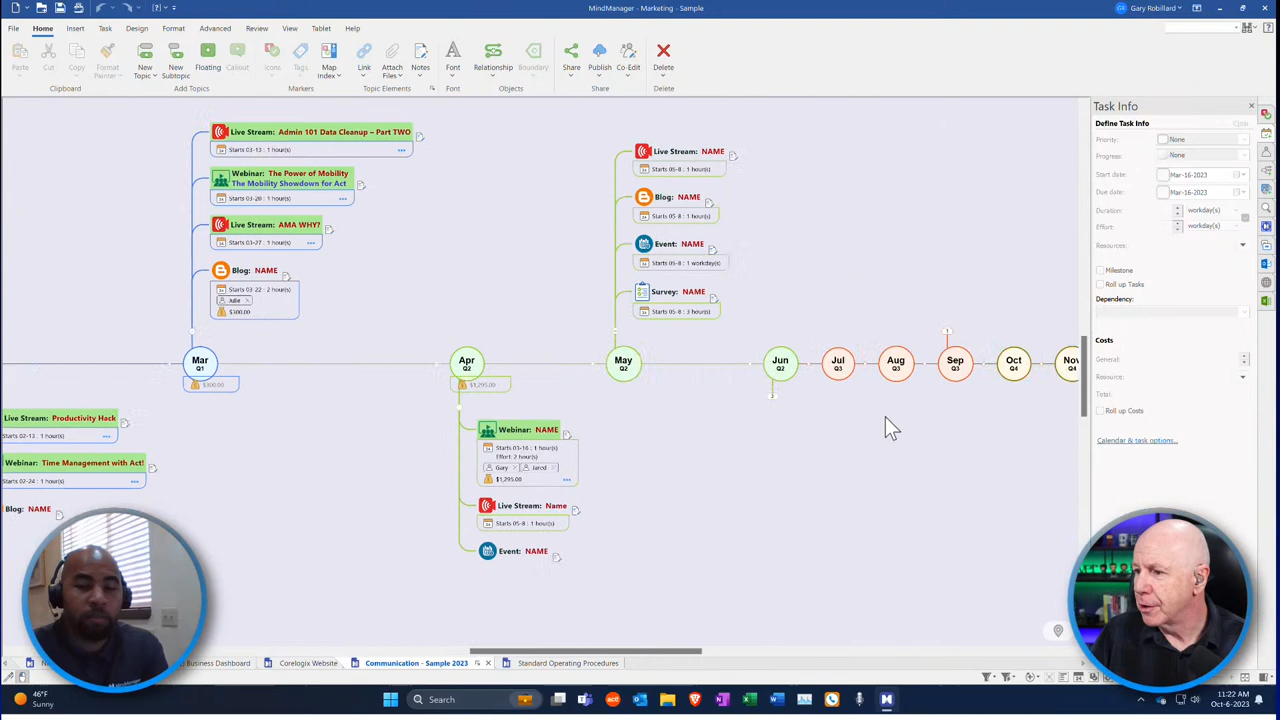 MindManager - Marketing - Sample
Gary Robillard
File Home Insert Task Design Format Advanced Review View Tablet Help
Paste Cut Copy Format Painter New Topic New Subtopic Floating Callout Icons Tags Map Index Link Attach Files Notes Font Relationship Boundary Share Publish Co-Edit Delete
Clipboard Add Topics Markers Topic Elements Font Objects Share Delete
Live Stream: Admin 101 Data Cleanup – Part TWO
Starts 03-13 : 1 hour(s)
Webinar: The Power of Mobility
The Mobility Showdown for Act
Starts 03-20 : 1 hour(s)
Live Stream: AMA WHY?
Starts 03-27 : 1 hour(s)
Blog: NAME
Starts 03-22 : 2 hour(s)
Julie
$300.00
Live Stream: NAME
Starts 05-8 : 1 hour(s)
Blog: NAME
Starts 05-8 : 1 hour(s)
Event: NAME
Starts 05-8 : 1 workday(s)
Survey: NAME
Starts 05-8 : 3 hour(s)
1
Mar Apr May Jun Jul Aug Sep Oct Nov
Q1 Q2 Q2 Q2 Q3 Q3 Q3 Q4 Q4
$300.00
$1,295.00
Live Stream: Productivity Hack
Starts 02-13 : 1 hour(s)
Webinar: Time Management with Act!
Starts 02-24 : 1 hour(s)
Blog: NAME
Webinar: NAME
Starts 03-16 : 1 hour(s)
Effort: 2 hour(s)
Gary Jared
$1,295.00
Live Stream: Name
Starts 05-8 : 1 hour(s)
Event: NAME
Task Info
Define Task Info
Priority: None
Progress: None
Start date: Mar-16-2023
Due date: Mar-16-2023
Duration: workday(s)
Effort: workday(s)
Resources:
Milestone
Roll up Tasks
Dependency:
Costs
General:
Resource:
Total:
Roll up Costs
Calendar & task options...
Business Dashboard Corelogix Website Communication - Sample 2023 Standard Operating Procedures
46°F
Sunny
Search
11:22 AM
Oct-6-2023